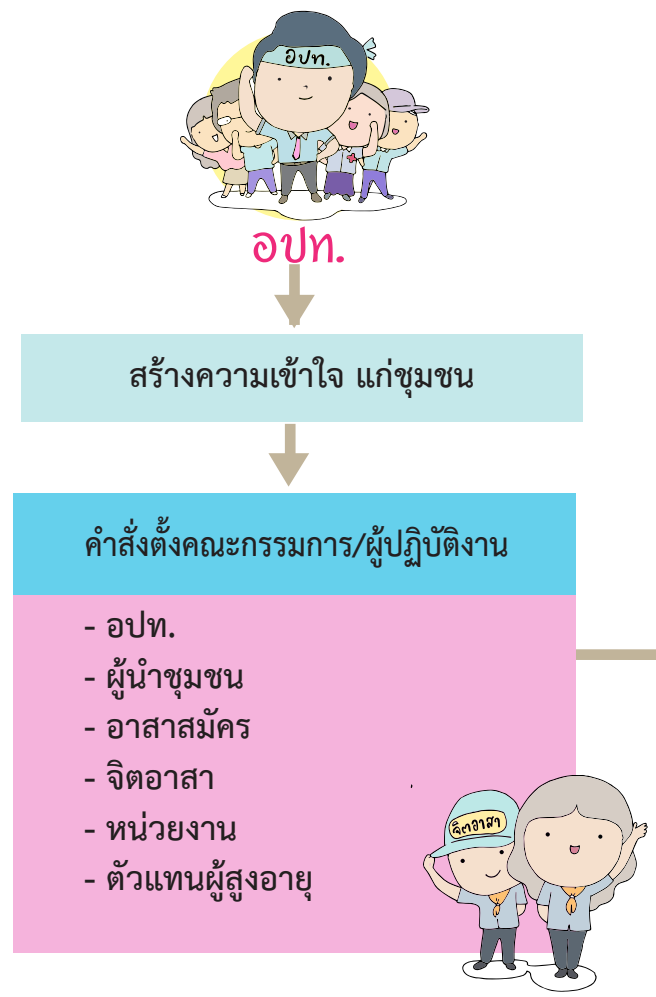 อปท.
อปท.
สร้างความเข้าใจ แก่ชุมชน
คำสั่งตั้งคณะกรรมการ/ผู้ปฏิบัติงาน
- อปท.
- ผู้นำชุมชน
- อาสาสมัคร
- จิตอาสา
- หน่วยงาน
- ตัวแทนผู้สูงอายุ
จิตอาสา